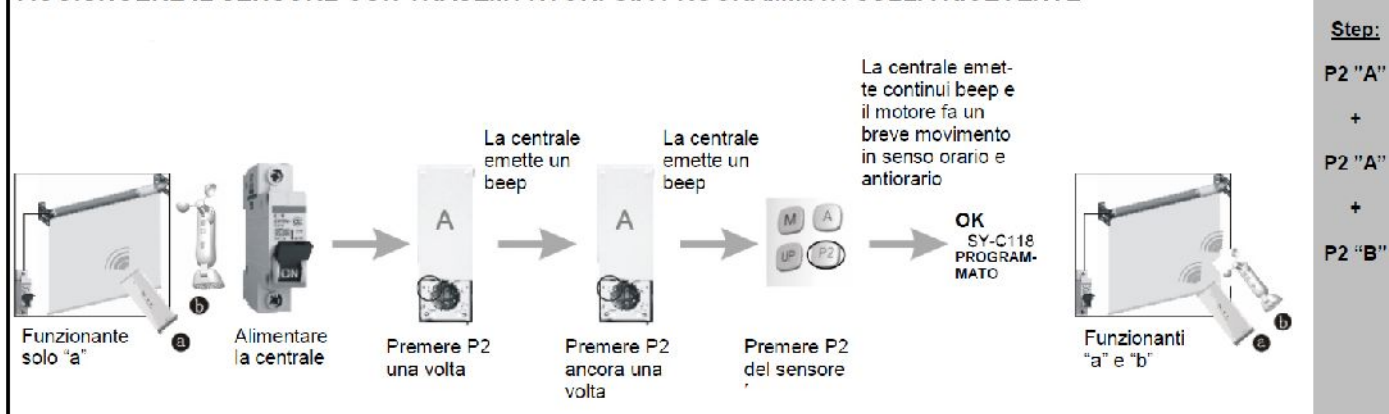 Step:
P2 "A"
+
P2 "A"
+
P2 "B"
La centrale emet-
te continui beep e
il motore fa un
breve movimento
in senso orario e
antiorario
La centrale
emette un
beep
La centrale
emette un
beep
A
A
M A
UP P2
ON
OK
SY-C118
PROGRAM-
MATO
b
a
b
a
Funzionante
solo "a"
Alimentare
la centrale
Premere P2
una volta
Premere P2
ancora una
volta
Premere P2
del sensore
Funzionanti
"a" e "b"